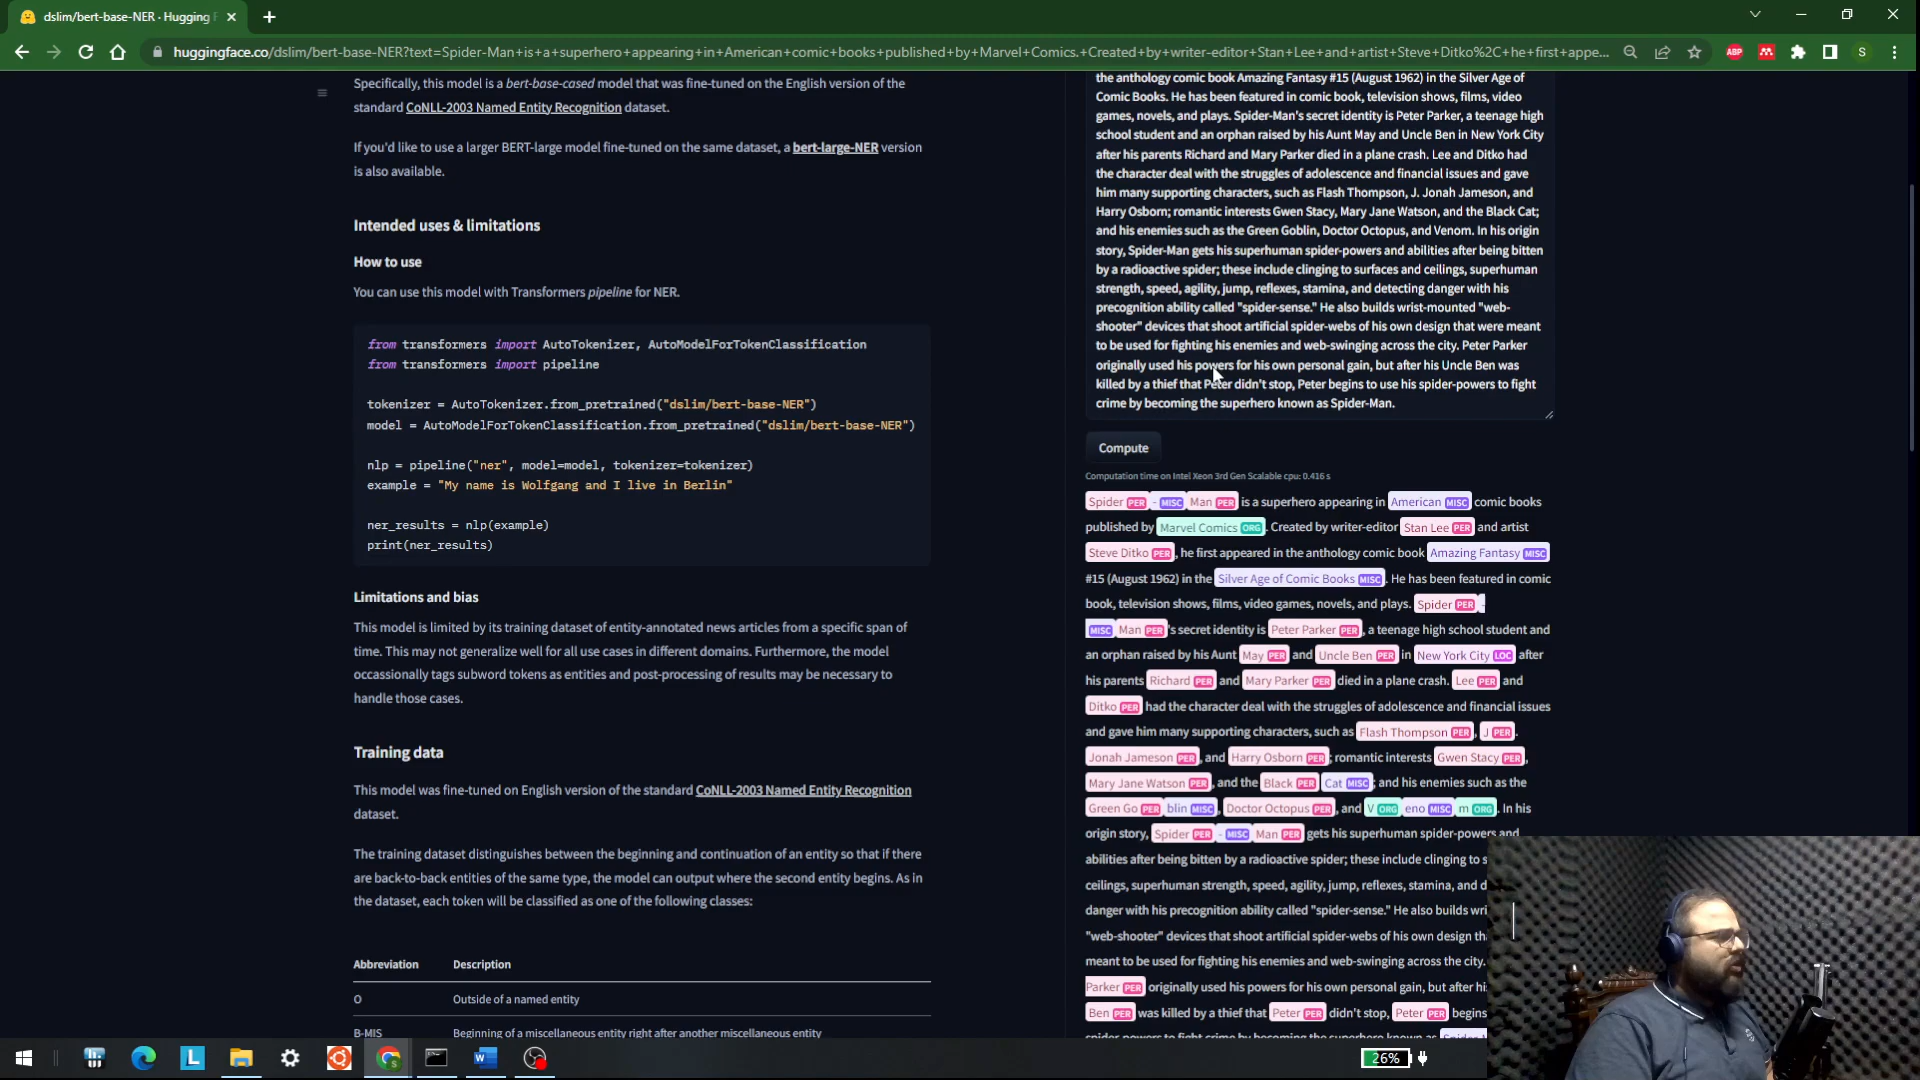 dslim/bert-base-NER · Hugging F
huggingface.co/dslim/bert-base-NER?text=Spider-Man+is+a+superhero+appearing+in+American+comic+books+published+by+Marvel+Comics.+Created+by+writer-editor+Stan+Lee+and+artist+Steve+Ditko%2C+he+first+appe...
ABP
S
Specifically, this model is a bert-base-cased model that was fine-tuned on the English version of the
standard CoNLL-2003 Named Entity Recognition dataset.
If you'd like to use a larger BERT-large model fine-tuned on the same dataset, a bert-large-NER version
is also available.
Intended uses & limitations
How to use
You can use this model with Transformers pipeline for NER.
from transformers import AutoTokenizer, AutoModelForTokenClassification
from transformers import pipeline
tokenizer = AutoTokenizer.from_pretrained("dslim/bert-base-NER")
model = AutoModelForTokenClassification.from_pretrained("dslim/bert-base-NER")
nlp = pipeline("ner", model=model, tokenizer=tokenizer)
example = "My name is Wolfgang and I live in Berlin"
ner_results = nlp(example)
print(ner_results)
Limitations and bias
This model is limited by its training dataset of entity-annotated news articles from a specific span of
time. This may not generalize well for all use cases in different domains. Furthermore, the model
occassionally tags subword tokens as entities and post-processing of results may be necessary to
handle those cases.
Training data
This model was fine-tuned on English version of the standard CoNLL-2003 Named Entity Recognition
dataset.
The training dataset distinguishes between the beginning and continuation of an entity so that if there
are back-to-back entities of the same type, the model can output where the second entity begins. As in
the dataset, each token will be classified as one of the following classes:
Abbreviation Description
O Outside of a named entity
B-MIS Beginning of a miscellaneous entity right after another miscellaneous entity
the anthology comic book Amazing Fantasy #15 (August 1962) in the Silver Age of
Comic Books. He has been featured in comic book, television shows, films, video
games, novels, and plays. Spider-Man's secret identity is Peter Parker, a teenage high
school student and an orphan raised by his Aunt May and Uncle Ben in New York City
after his parents Richard and Mary Parker died in a plane crash. Lee and Ditko had
the character deal with the struggles of adolescence and financial issues and gave
him many supporting characters, such as Flash Thompson, J. Jonah Jameson, and
Harry Osborn; romantic interests Gwen Stacy, Mary Jane Watson, and the Black Cat;
and his enemies such as the Green Goblin, Doctor Octopus, and Venom. In his origin
story, Spider-Man gets his superhuman spider-powers and abilities after being bitten
by a radioactive spider; these include clinging to surfaces and ceilings, superhuman
strength, speed, agility, jump, reflexes, stamina, and detecting danger with his
precognition ability called "spider-sense." He also builds wrist-mounted "web-
shooter" devices that shoot artificial spider-webs of his own design that were meant
to be used for fighting his enemies and web-swinging across the city. Peter Parker
originally used his powers for his own personal gain, but after his Uncle Ben was
killed by a thief that Peter didn't stop, Peter begins to use his spider-powers to fight
crime by becoming the superhero known as Spider-Man.
Compute
Computation time on Intel Xeon 3rd Gen Scalable cpu: 0.416 s
Spider PER - MISC Man PER is a superhero appearing in American MISC comic books
published by Marvel Comics ORG . Created by writer-editor Stan Lee PER and artist
Steve Ditko PER , he first appeared in the anthology comic book Amazing Fantasy MISC
#15 (August 1962) in the Silver Age of Comic Books MISC . He has been featured in comic
book, television shows, films, video games, novels, and plays. Spider PER -
MISC Man PER 's secret identity is Peter Parker PER , a teenage high school student and
an orphan raised by his Aunt May PER and Uncle Ben PER in New York City LOC after
his parents Richard PER and Mary Parker PER died in a plane crash. Lee PER and
Ditko PER had the character deal with the struggles of adolescence and financial issues
and gave him many supporting characters, such as Flash Thompson PER , J PER .
Jonah Jameson PER , and Harry Osborn PER ; romantic interests Gwen Stacy PER ,
Mary Jane Watson PER , and the Black PER Cat MISC ; and his enemies such as the
Green Go PER blin MISC , Doctor Octopus PER , and V ORG eno MISC m ORG . In his
origin story, Spider PER - MISC Man PER gets his superhuman spider-powers and
abilities after being bitten by a radioactive spider; these include clinging to s
ceilings, superhuman strength, speed, agility, jump, reflexes, stamina, and d
danger with his precognition ability called "spider-sense." He also builds wri
"web-shooter" devices that shoot artificial spider-webs of his own design th
meant to be used for fighting his enemies and web-swinging across the city.
Parker PER originally used his powers for his own personal gain, but after hi
Ben PER was killed by a thief that Peter PER didn't stop, Peter PER begins
spider-powers to fight crime by becoming the superhero known as
L
26%